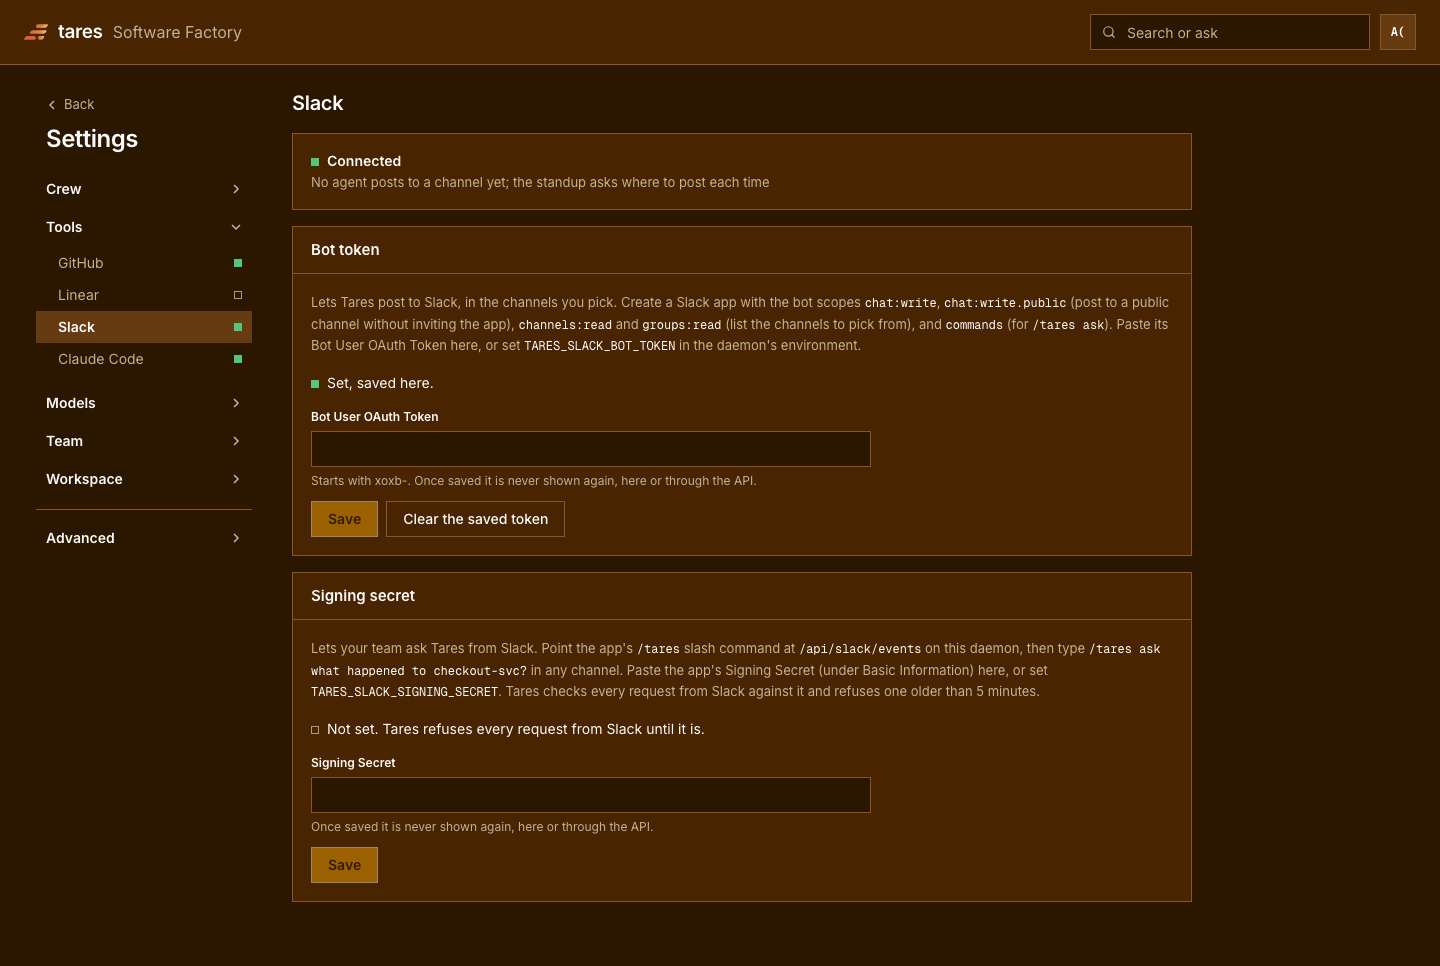 tares Software Factory
Search or ask
A(
Back
Settings
Crew
Tools
GitHub
Linear
Slack
Claude Code
Models
Team
Workspace
Advanced
Slack
Connected
No agent posts to a channel yet; the standup asks where to post each time
Bot token
Lets Tares post to Slack, in the channels you pick. Create a Slack app with the bot scopes chat:write, chat:write.public (post to a public
channel without inviting the app), channels:read and groups:read (list the channels to pick from), and commands (for /tares ask). Paste its
Bot User OAuth Token here, or set TARES_SLACK_BOT_TOKEN in the daemon's environment.
Set, saved here.
Bot User OAuth Token
Starts with xoxb-. Once saved it is never shown again, here or through the API.
Save
Clear the saved token
Signing secret
Lets your team ask Tares from Slack. Point the app's /tares slash command at /api/slack/events on this daemon, then type /tares ask
what happened to checkout-svc? in any channel. Paste the app's Signing Secret (under Basic Information) here, or set
TARES_SLACK_SIGNING_SECRET. Tares checks every request from Slack against it and refuses one older than 5 minutes.
Not set. Tares refuses every request from Slack until it is.
Signing Secret
Once saved it is never shown again, here or through the API.
Save